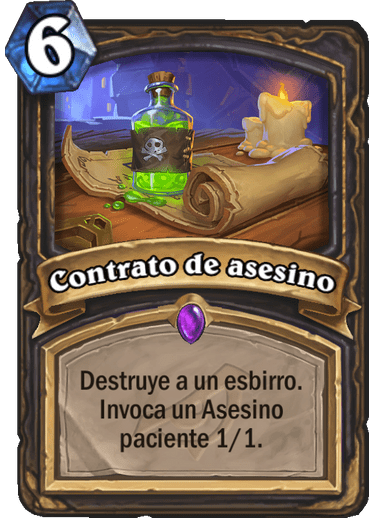 6
Contrato de asesino
Destruye a un esbirro.
Invoca un Asesino
paciente 1/1.